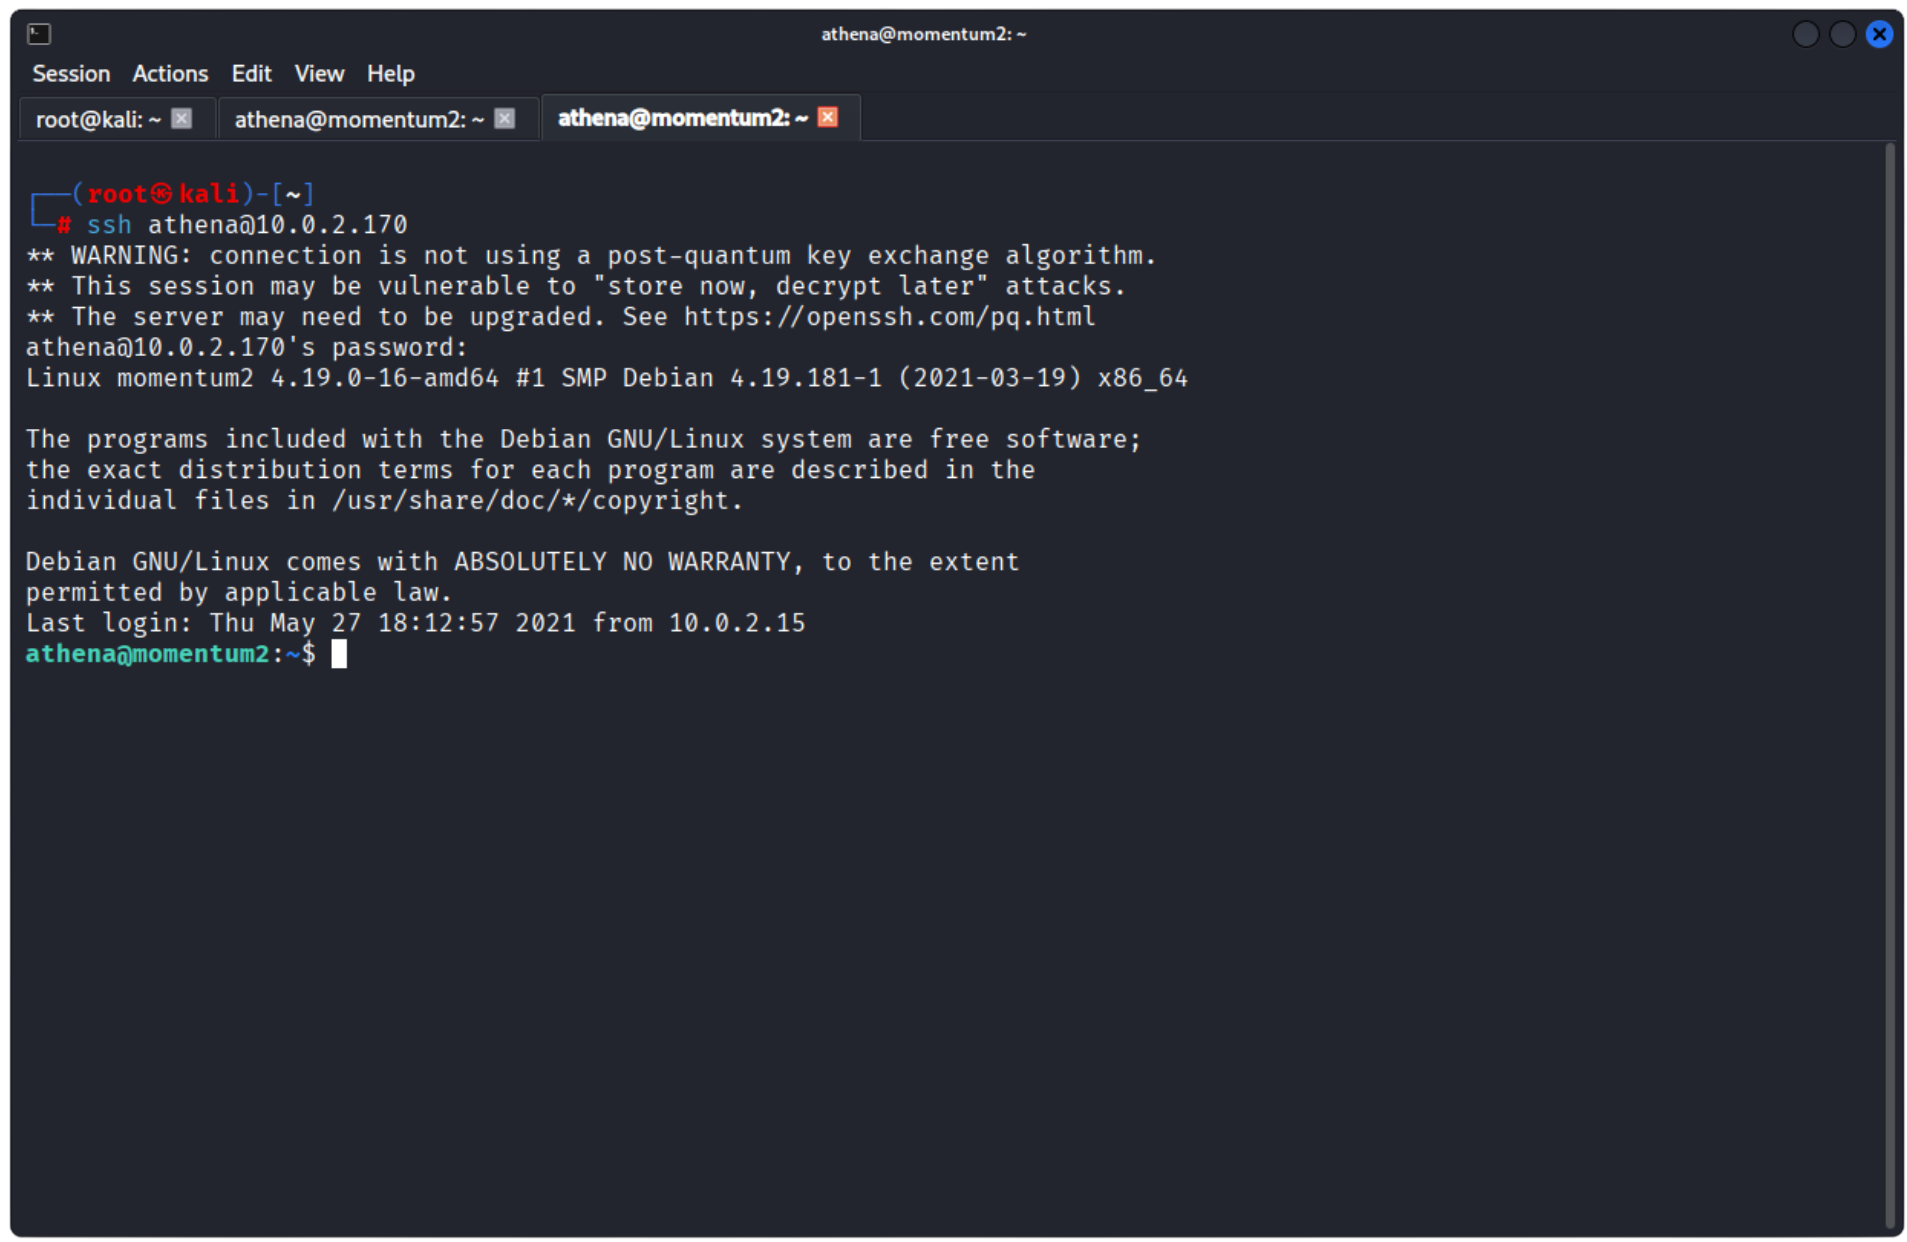 athena@momentum2: ~
Session Actions Edit View Help
root@kali: ~ athena@momentum2: ~ athena@momentum2: ~
┌──(root㉿kali)-[~]
└─# ssh athena@10.0.2.170
** WARNING: connection is not using a post-quantum key exchange algorithm.
** This session may be vulnerable to "store now, decrypt later" attacks.
** The server may need to be upgraded. See https://openssh.com/pq.html
athena@10.0.2.170's password:
Linux momentum2 4.19.0-16-amd64 #1 SMP Debian 4.19.181-1 (2021-03-19) x86_64
The programs included with the Debian GNU/Linux system are free software;
the exact distribution terms for each program are described in the
individual files in /usr/share/doc/*/copyright.
Debian GNU/Linux comes with ABSOLUTELY NO WARRANTY, to the extent
permitted by applicable law.
Last login: Thu May 27 18:12:57 2021 from 10.0.2.15
athena@momentum2:~$